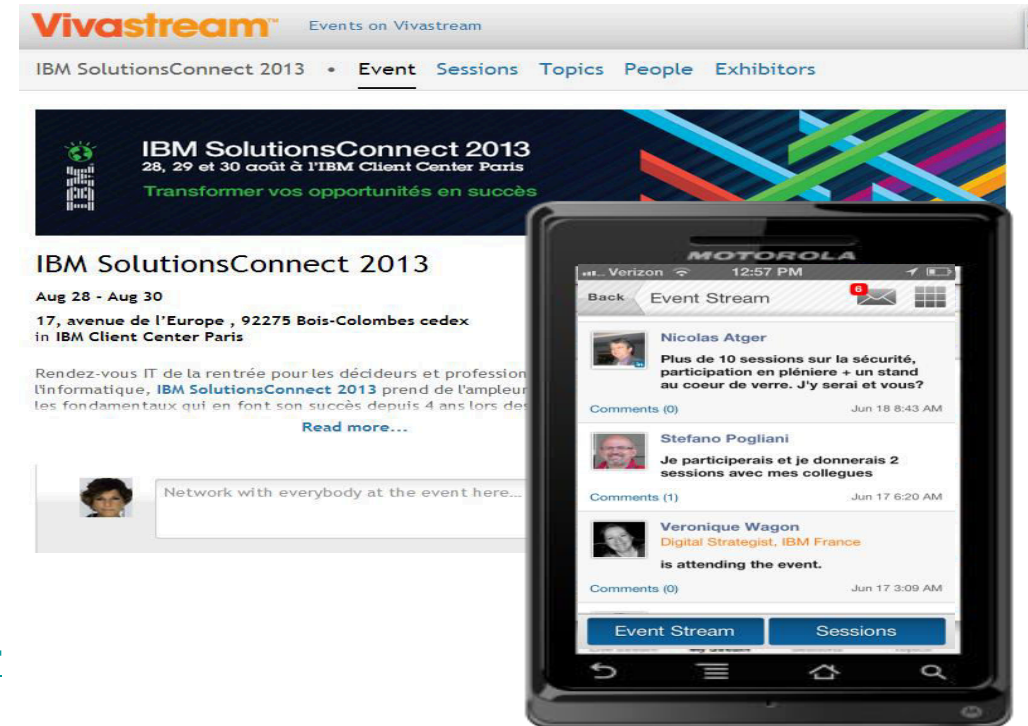 Vivastream™ Events on Vivastream
IBM SolutionsConnect 2013 • Event Sessions Topics People Exhibitors
IBM SolutionsConnect 2013
28, 29 et 30 août à l'IBM Client Center Paris
Transformer vos opportunités en succès
IBM SolutionsConnect 2013
Aug 28 - Aug 30
17, avenue de l'Europe , 92275 Bois-Colombes cedex
in IBM Client Center Paris
Rendez-vous IT de la rentrée pour les décideurs et profession
l'informatique, IBM SolutionsConnect 2013 prend de l'ampleur
les fondamentaux qui en font son succès depuis 4 ans lors des
Read more...
Network with everybody at the event here...
MOTOROLA
Verizon 12:57 PM
Back Event Stream 6
Nicolas Atger
Plus de 10 sessions sur la sécurité,
participation en plénière + un stand
au coeur de verre. J'y serai et vous?
Comments (0) Jun 18 8:43 AM
Stefano Pogliani
Je participerais et je donnerais 2
sessions avec mes collegues
Comments (1) Jun 17 6:20 AM
Veronique Wagon
Digital Strategist, IBM France
is attending the event.
Comments (0) Jun 17 3:09 AM
Event Stream Sessions